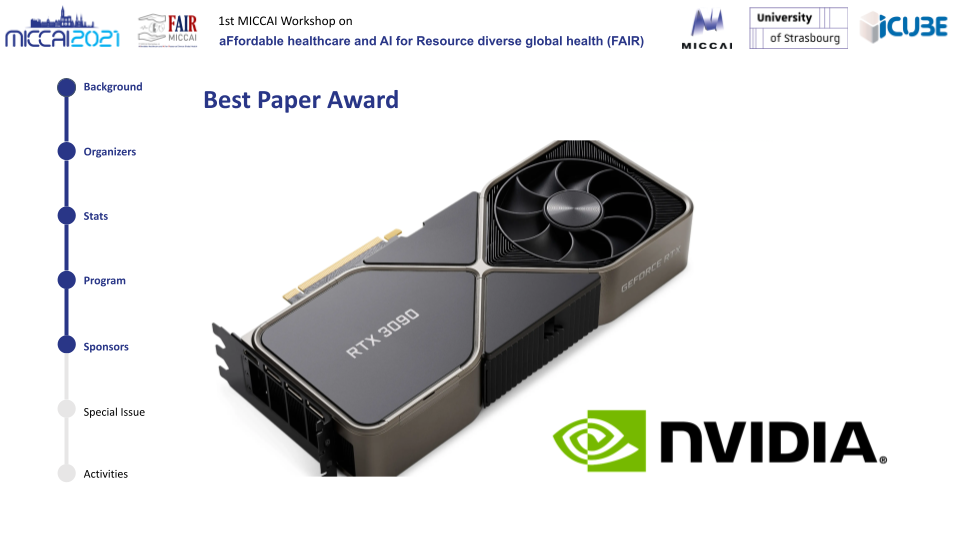 MICCAI2021
FAIR
MICCAI
1st MICCAI Workshop on
aFfordable healthcare and AI for Resource diverse global health (FAIR)
MICCAI
University
of Strasbourg
iCUBE
Background
Organizers
Stats
Program
Sponsors
Special Issue
Activities
Best Paper Award
GEFORCE RTX
RTX 3090
NVIDIA®